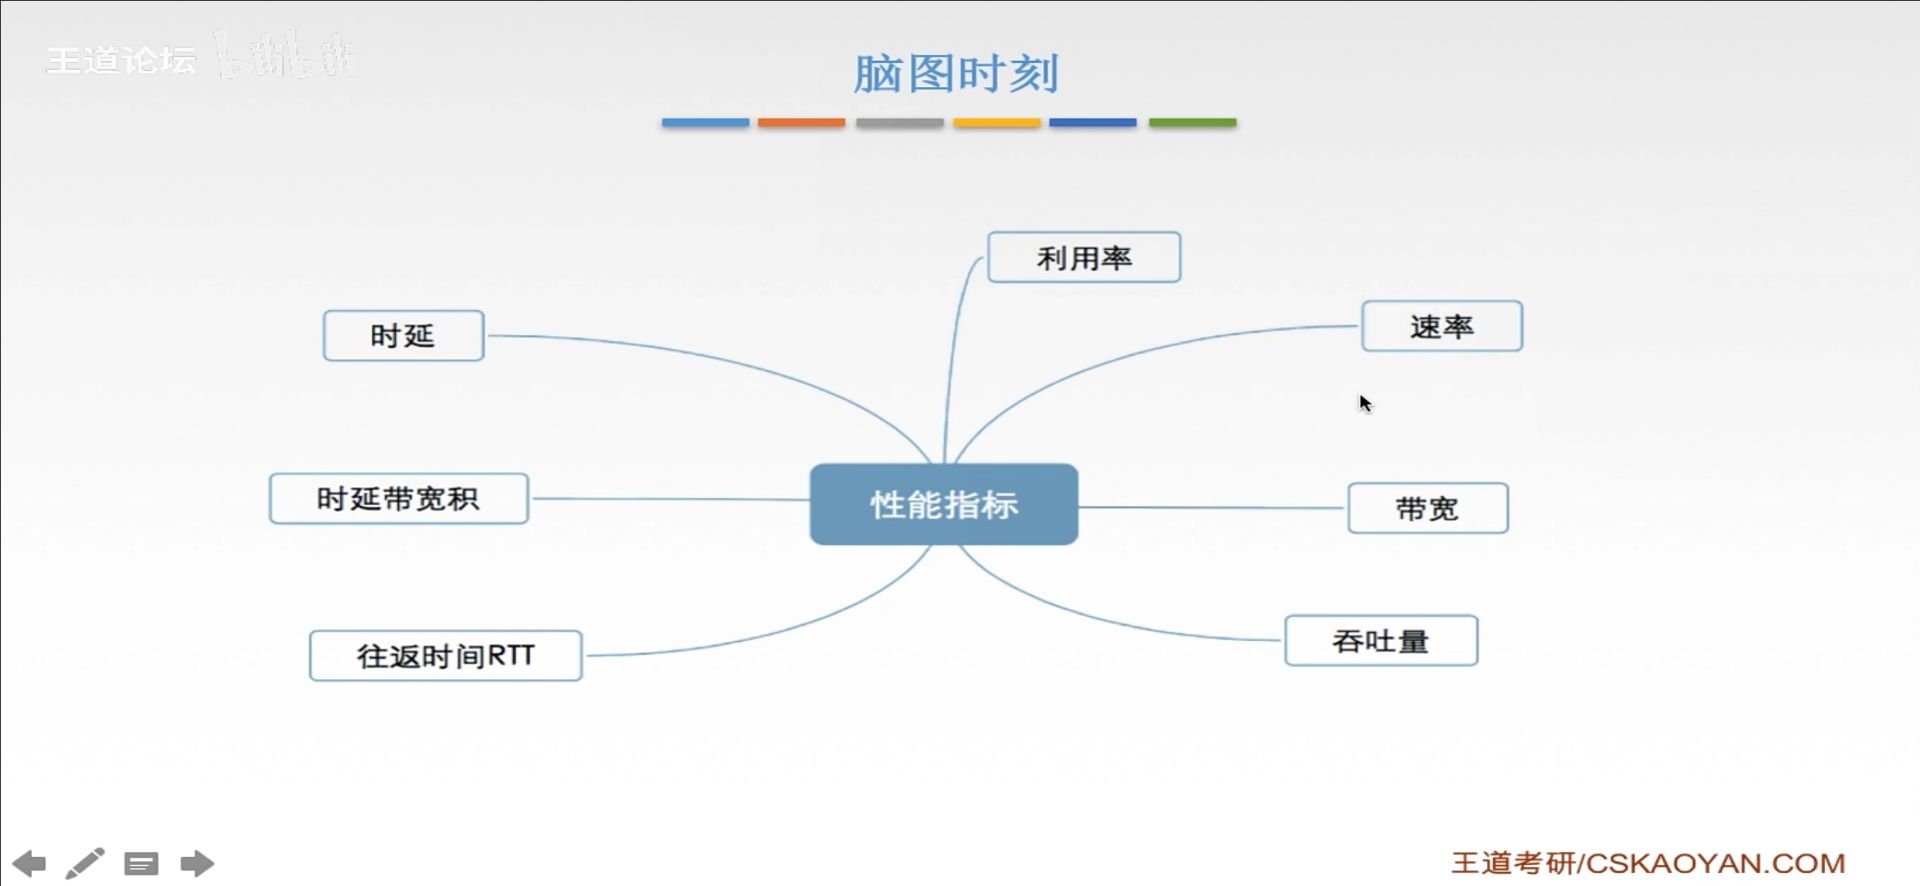 王道论坛 bilibili
脑图时刻
利用率
时延
速率
时延带宽积
性能指标
带宽
往返时间RTT
吞吐量
王道考研/CSKAOYAN.COM